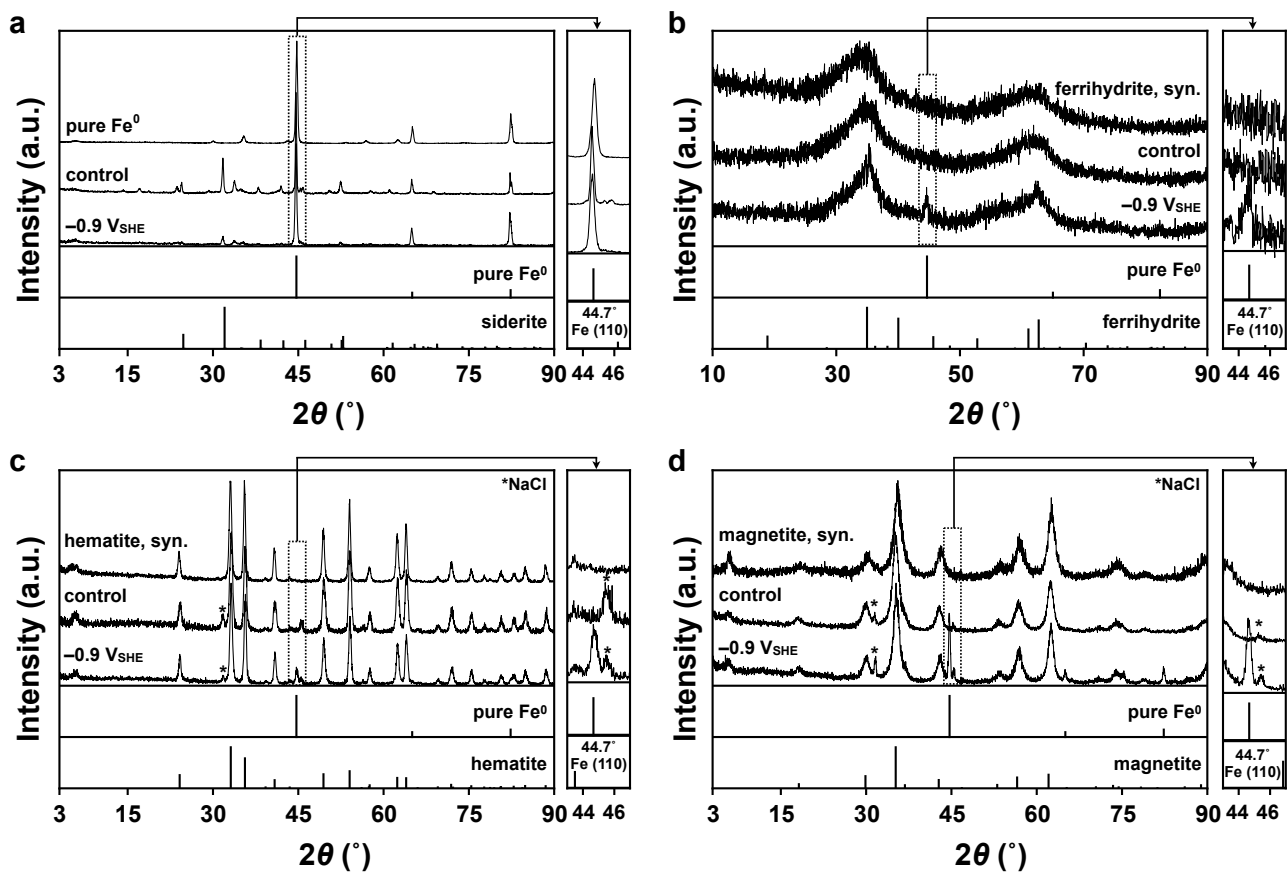 a
Intensity (a.u.)
pure Fe⁰
control
–0.9 V_SHE
pure Fe⁰
siderite
44.7°
Fe (110)
3 15 30 45 60 75 90
44 46
2θ (°)
b
Intensity (a.u.)
ferrihydrite, syn.
control
–0.9 V_SHE
pure Fe⁰
ferrihydrite
44.7°
Fe (110)
10 30 50 70 90
44 46
2θ (°)
c
Intensity (a.u.)
*NaCl
hematite, syn.
control
*
*
–0.9 V_SHE
*
*
pure Fe⁰
hematite
44.7°
Fe (110)
3 15 30 45 60 75 90
44 46
2θ (°)
d
Intensity (a.u.)
*NaCl
magnetite, syn.
control
*
*
–0.9 V_SHE
*
*
pure Fe⁰
magnetite
44.7°
Fe (110)
3 15 30 45 60 75 90
44 46
2θ (°)